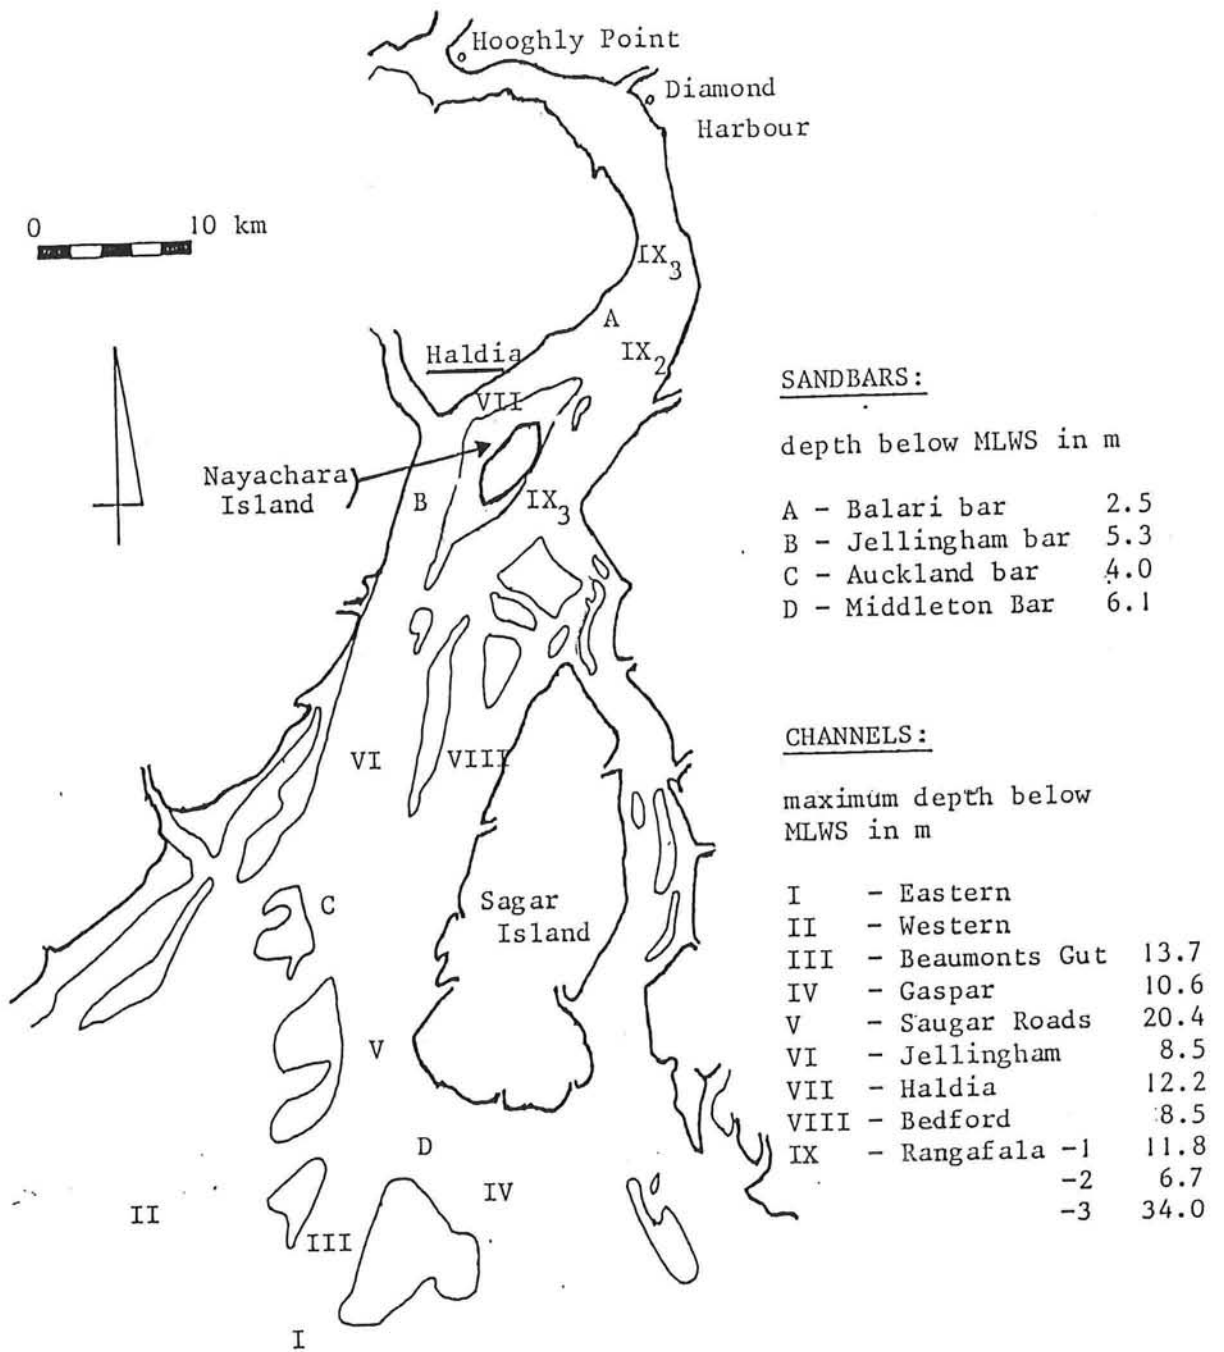 Hooghly Point
Diamond
Harbour
0 10 km
IX3
A
IX2
Haldia
VII
Nayachara
Island
B
IX3
VI
VIII
C
Sagar
Island
V
D
IV
II
III
I
SANDBARS:
depth below MLWS in m
A - Balari bar 2.5
B - Jellingham bar 5.3
C - Auckland bar 4.0
D - Middleton Bar 6.1
CHANNELS:
maximum depth below
MLWS in m
I - Eastern
II - Western
III - Beaumonts Gut 13.7
IV - Gaspar 10.6
V - Saugar Roads 20.4
VI - Jellingham 8.5
VII - Haldia 12.2
VIII - Bedford 8.5
IX - Rangafala -1 11.8
-2 6.7
-3 34.0